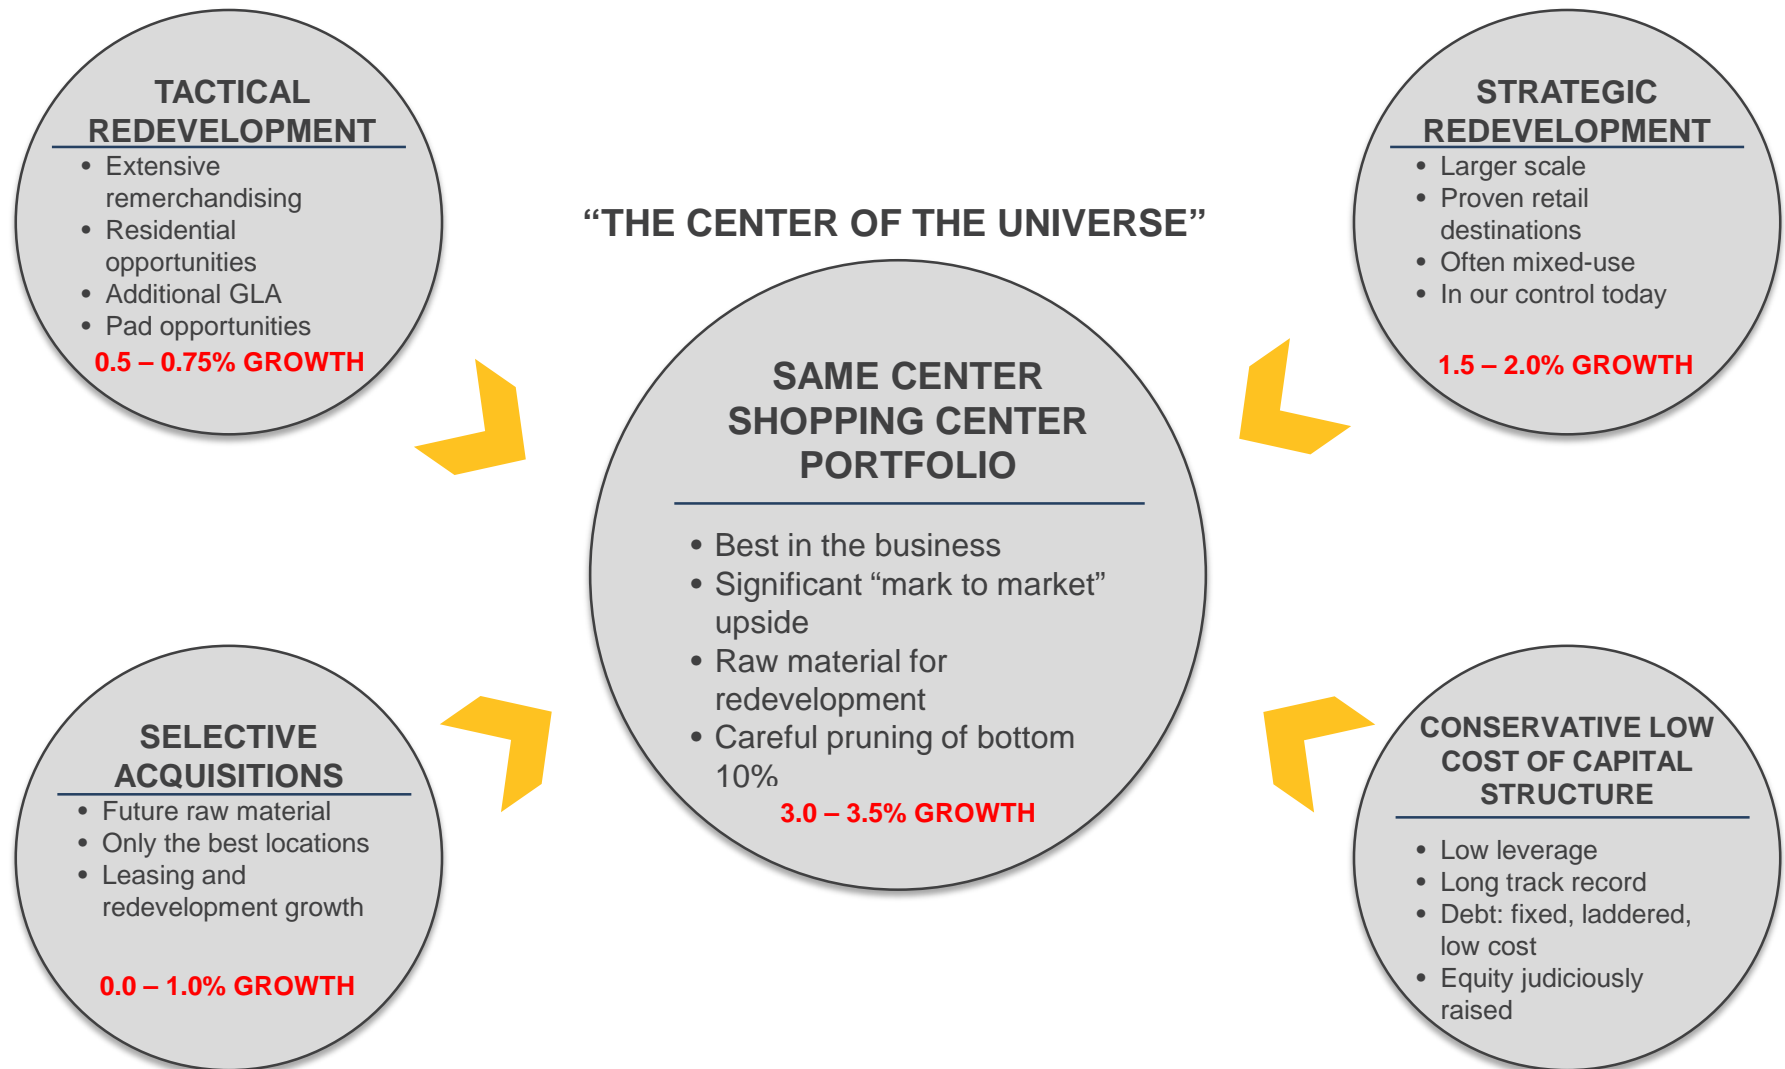 TACTICAL
REDEVELOPMENT
• Extensive
remerchandising
• Residential
opportunities
• Additional GLA
• Pad opportunities
0.5 – 0.75% GROWTH
STRATEGIC
REDEVELOPMENT
• Larger scale
• Proven retail
destinations
• Often mixed-use
• In our control today
1.5 – 2.0% GROWTH
“THE CENTER OF THE UNIVERSE”
SAME CENTER
SHOPPING CENTER
PORTFOLIO
• Best in the business
• Significant “mark to market”
upside
• Raw material for
redevelopment
• Careful pruning of bottom
10%
3.0 – 3.5% GROWTH
SELECTIVE
ACQUISITIONS
• Future raw material
• Only the best locations
• Leasing and
redevelopment growth
0.0 – 1.0% GROWTH
CONSERVATIVE LOW
COST OF CAPITAL
STRUCTURE
• Low leverage
• Long track record
• Debt: fixed, laddered,
low cost
• Equity judiciously
raised